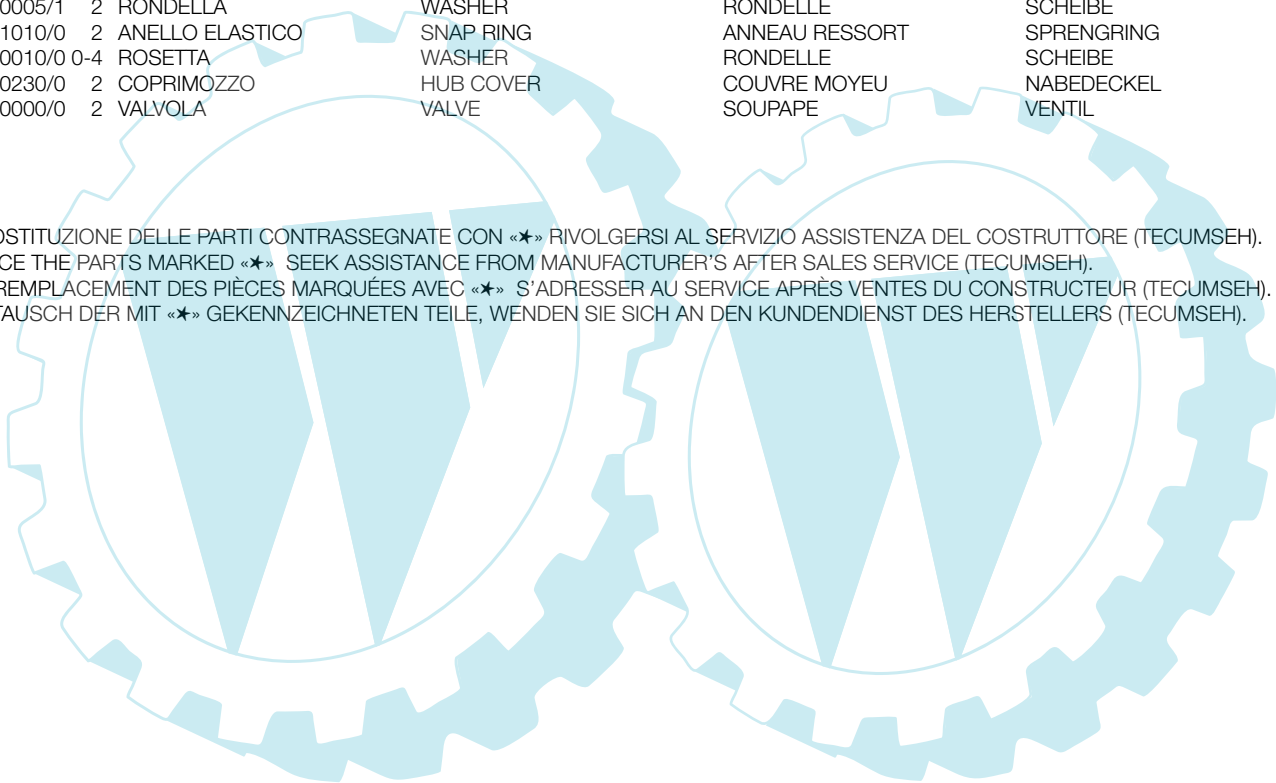 0005/1 2 RONDELLA WASHER RONDELLE SCHEIBE
1010/0 2 ANELLO ELASTICO SNAP RING ANNEAU RESSORT SPRENGRING
0010/0 0-4 ROSETTA WASHER RONDELLE SCHEIBE
0230/0 2 COPRIMOZZO HUB COVER COUVRE MOYEU NABEDECKEL
0000/0 2 VALVOLA VALVE SOUPAPE VENTIL
OSTITUZIONE DELLE PARTI CONTRASSEGNATE CON «★» RIVOLGERSI AL SERVIZIO ASSISTENZA DEL COSTRUTTORE (TECUMSEH).
CE THE PARTS MARKED «★» SEEK ASSISTANCE FROM MANUFACTURER'S AFTER SALES SERVICE (TECUMSEH).
REMPLACEMENT DES PIÈCES MARQUÉES AVEC «★» S'ADRESSER AU SERVICE APRÈS VENTES DU CONSTRUCTEUR (TECUMSEH).
TAUSCH DER MIT «★» GEKENNZEICHNETEN TEILE, WENDEN SIE SICH AN DEN KUNDENDIENST DES HERSTELLERS (TECUMSEH).